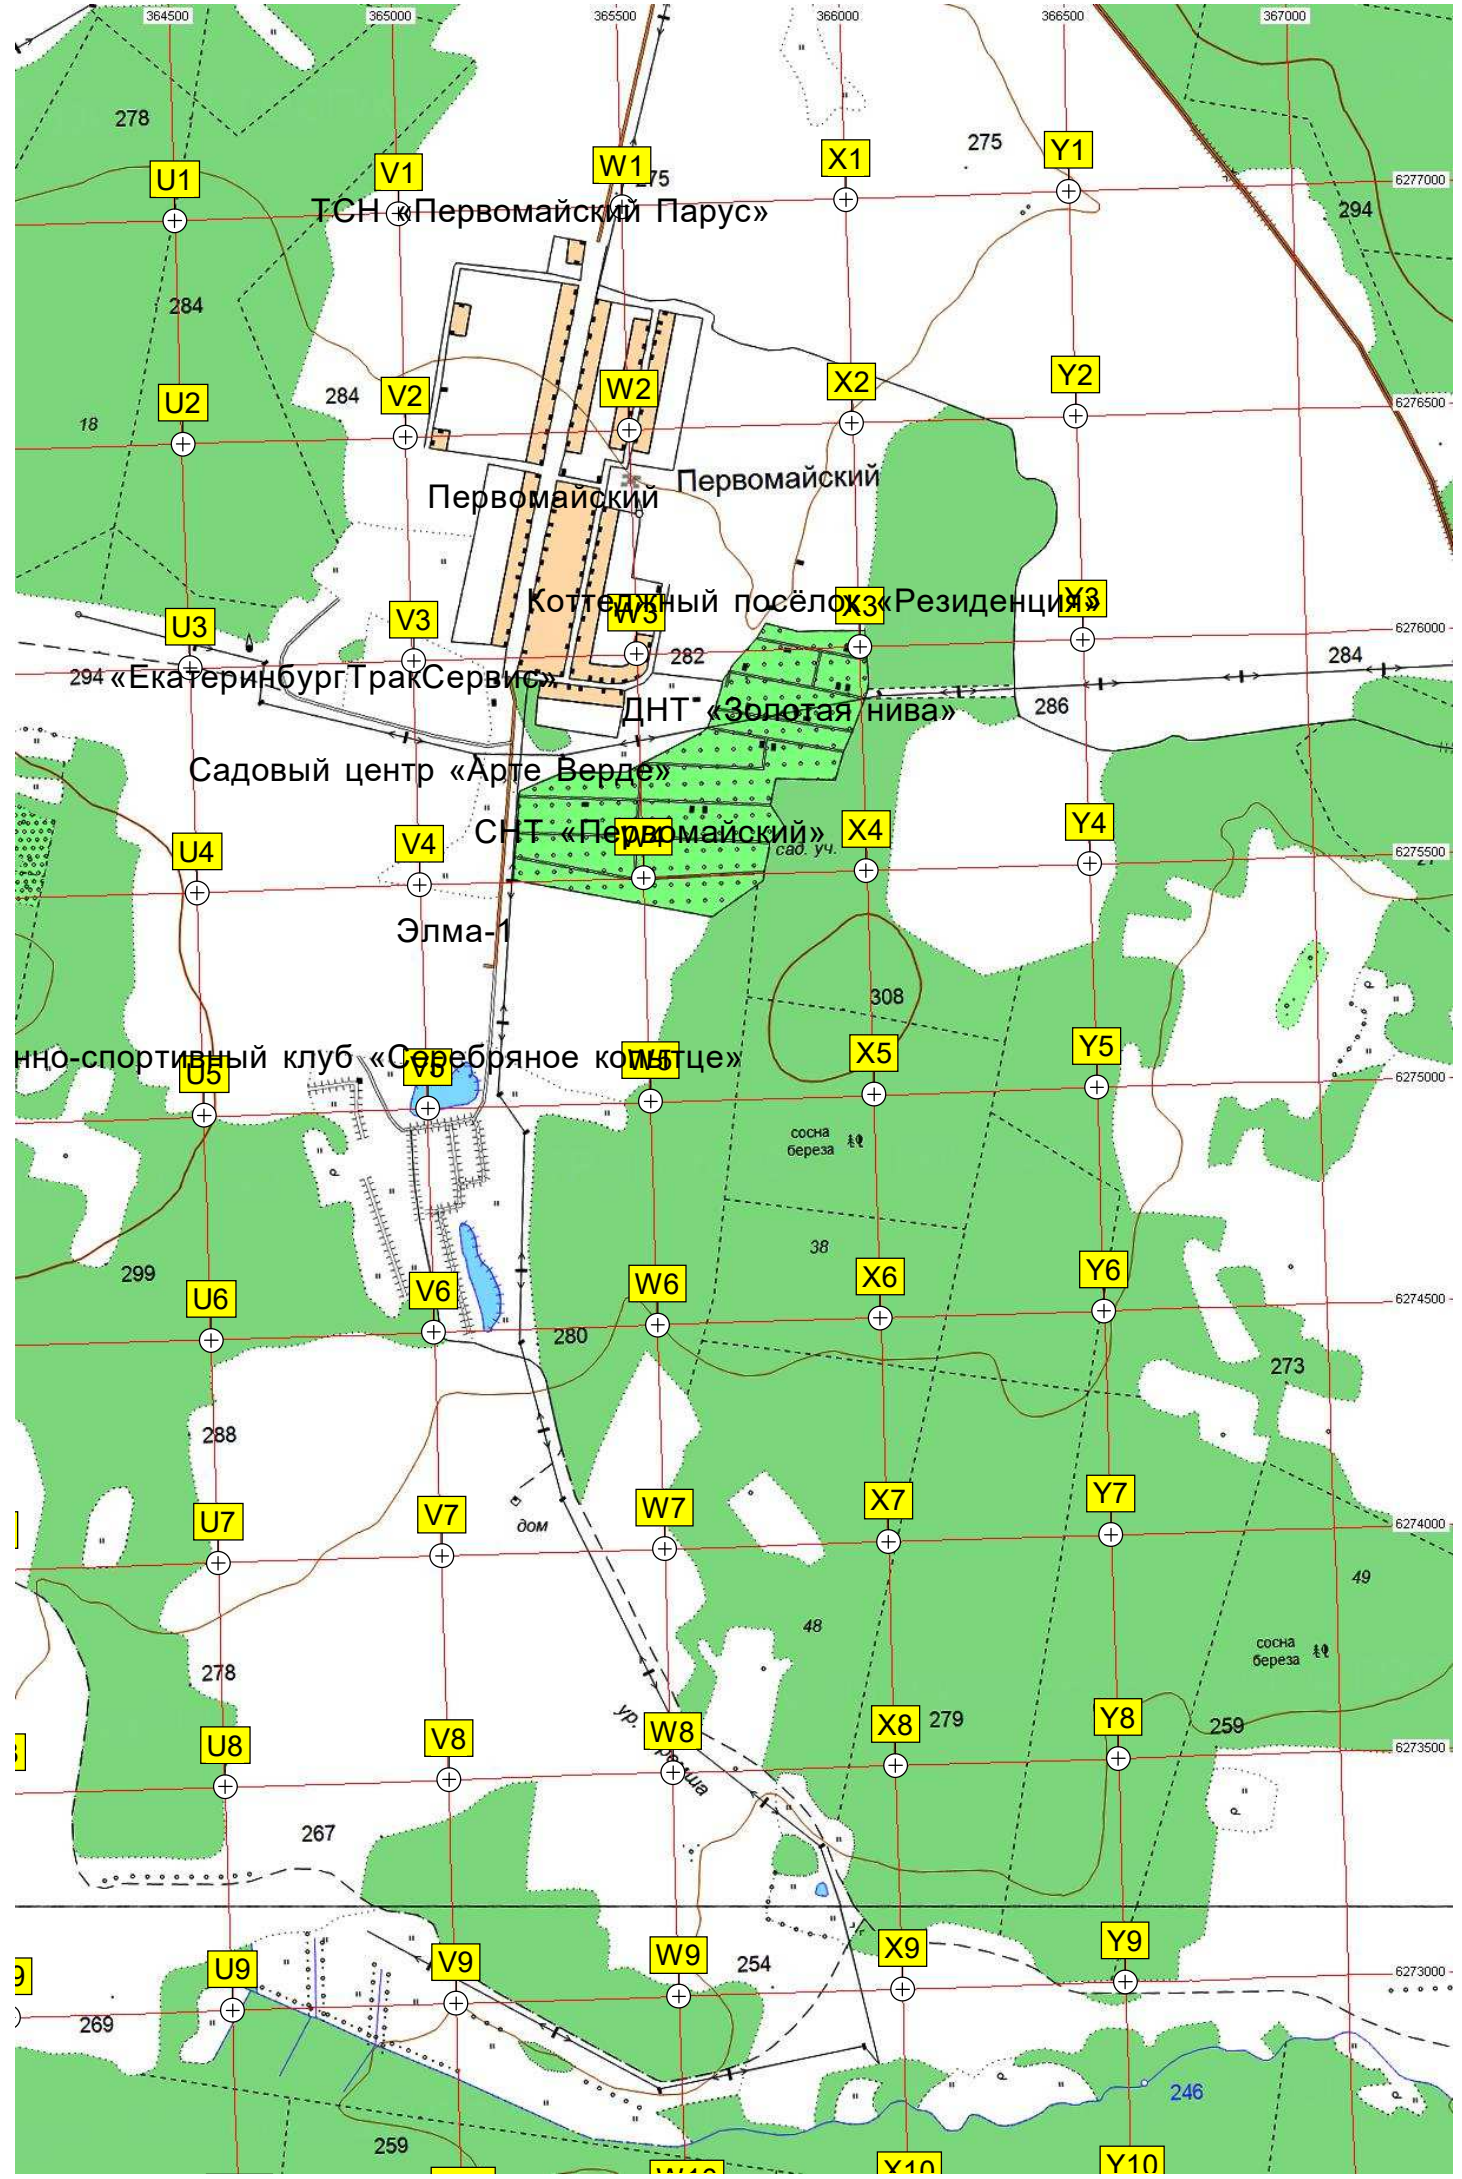 364500 365000 365500 366000 366500 367000
278
275
U1 V1 W1 X1 Y1
275
6277000
294
ТСН «Первомайский Парус»
284
284
18
U2 V2 W2 X2 Y2
6276500
Первомайский
Первомайский
Коттеджный посёлок «Резиденция»
U3 V3 W3 X3 Y3
6276000
282
284
294
«ЕкатеринбургТракСервис»
286
ДНТ «Золотая нива»
Садовый центр «Арте Верде»
СНТ «Первомайский»
сад. уч.
U4 V4 W4 X4 Y4
6275500
Элма-1
308
нно-спортивный клуб «Серебряное копытце»
U5 V5 W5 X5 Y5
6275000
сосна
береза
38
299
U6 V6 W6 X6 Y6
6274500
280
273
288
U7 V7 W7 X7 Y7
6274000
дом
49
48
сосна
береза
278
ур.
279
259
U8 V8 W8 X8 Y8
6273500
267
U9 V9 W9 X9 Y9
9
254
6273000
269
246
259
W10 X10 Y10